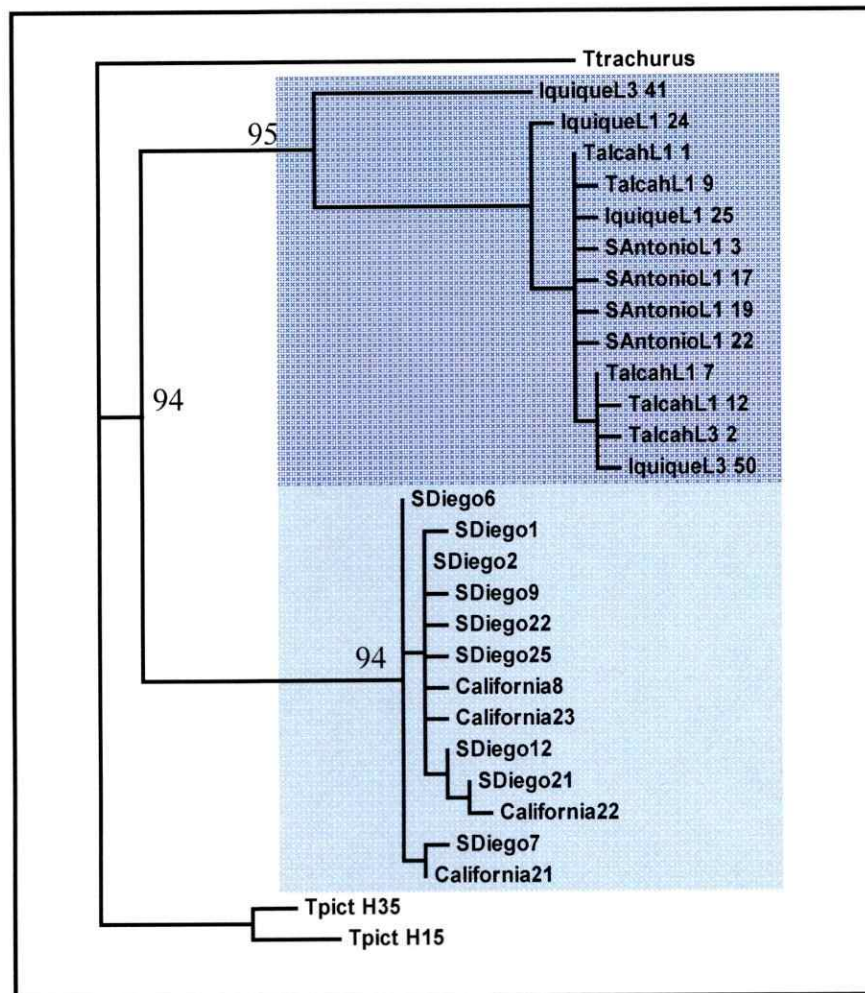 Ttrachurus
IquiqueL3 41
95
IquiqueL1 24
TalcahL1 1
TalcahL1 9
IquiqueL1 25
SAntonioL1 3
SAntonioL1 17
SAntonioL1 19
SAntonioL1 22
TalcahL1 7
94
TalcahL1 12
TalcahL3 2
IquiqueL3 50
SDiego6
SDiego1
SDiego2
SDiego9
SDiego22
94
SDiego25
California8
California23
SDiego12
SDiego21
California22
SDiego7
California21
Tpict H35
Tpict H15